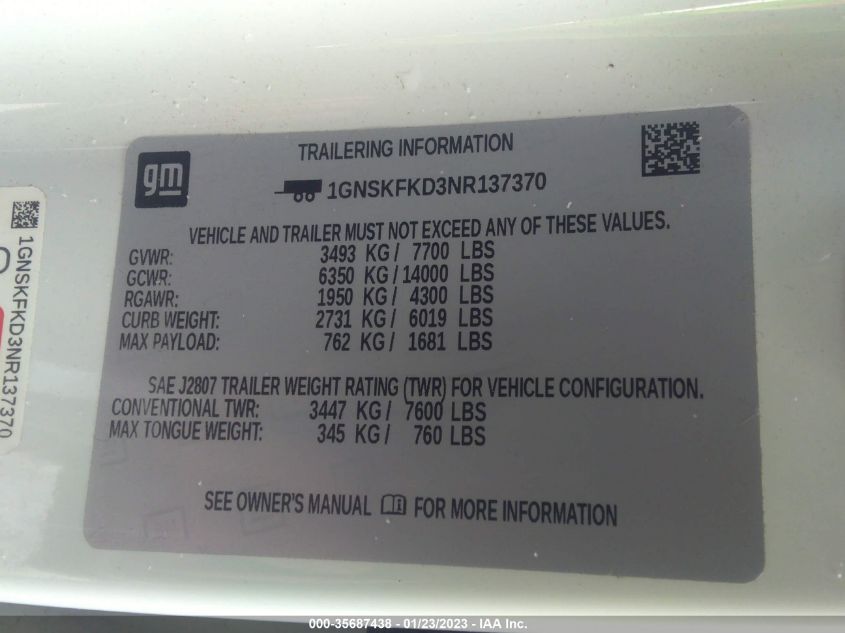 gm
TRAILERING INFORMATION
1GNSKFKD3NR137370
VEHICLE AND TRAILER MUST NOT EXCEED ANY OF THESE VALUES.
GVWR: 3493 KG / 7700 LBS
GCWR: 6350 KG / 14000 LBS
RGAWR: 1950 KG / 4300 LBS
CURB WEIGHT: 2731 KG / 6019 LBS
MAX PAYLOAD: 762 KG / 1681 LBS
SAE J2807 TRAILER WEIGHT RATING (TWR) FOR VEHICLE CONFIGURATION.
CONVENTIONAL TWR: 3447 KG / 7600 LBS
MAX TONGUE WEIGHT: 345 KG / 760 LBS
SEE OWNER'S MANUAL FOR MORE INFORMATION
1GNSKFKD3NR137370
000-35687438 - 01/23/2023 - IAA Inc.